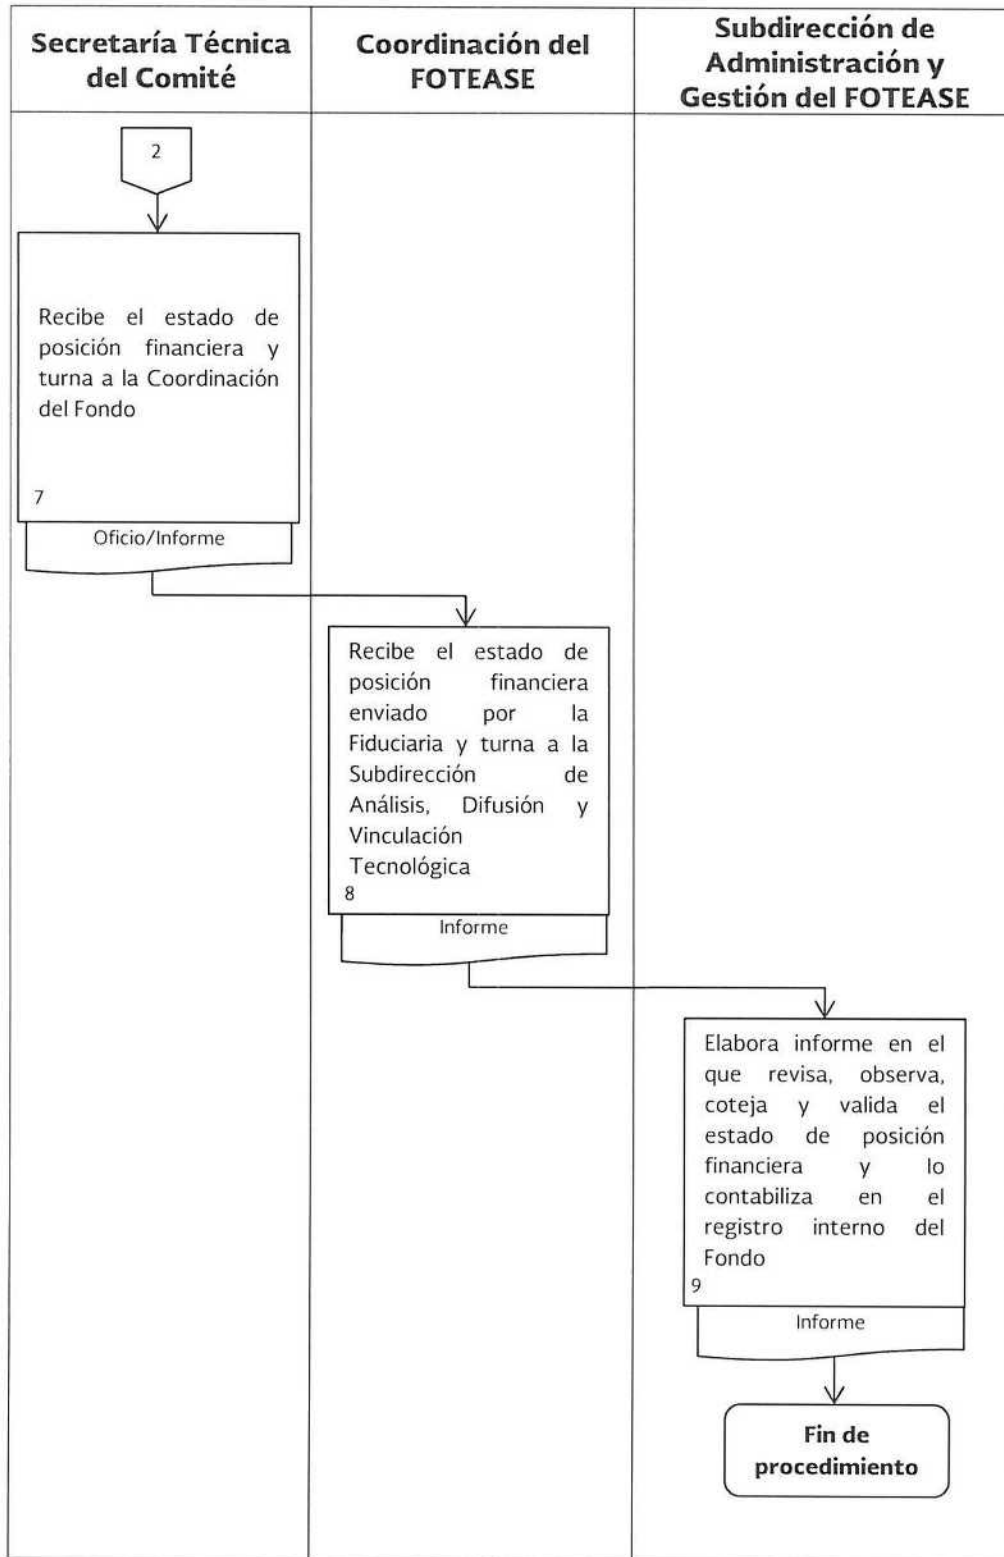 Secretaría Técnica
del Comité
Coordinación del
FOTEASE
Subdirección de
Administración y
Gestión del FOTEASE
2
Recibe el estado de
posición financiera y
turna a la Coordinación
del Fondo
7
Oficio/Informe
Recibe el estado de
posición financiera
enviado por la
Fiduciaria y turna a la
Subdirección de
Análisis, Difusión y
Vinculación
Tecnológica
8
Informe
Elabora informe en el
que revisa, observa,
coteja y valida el
estado de posición
financiera y lo
contabiliza en el
registro interno del
Fondo
9
Informe
Fin de
procedimiento